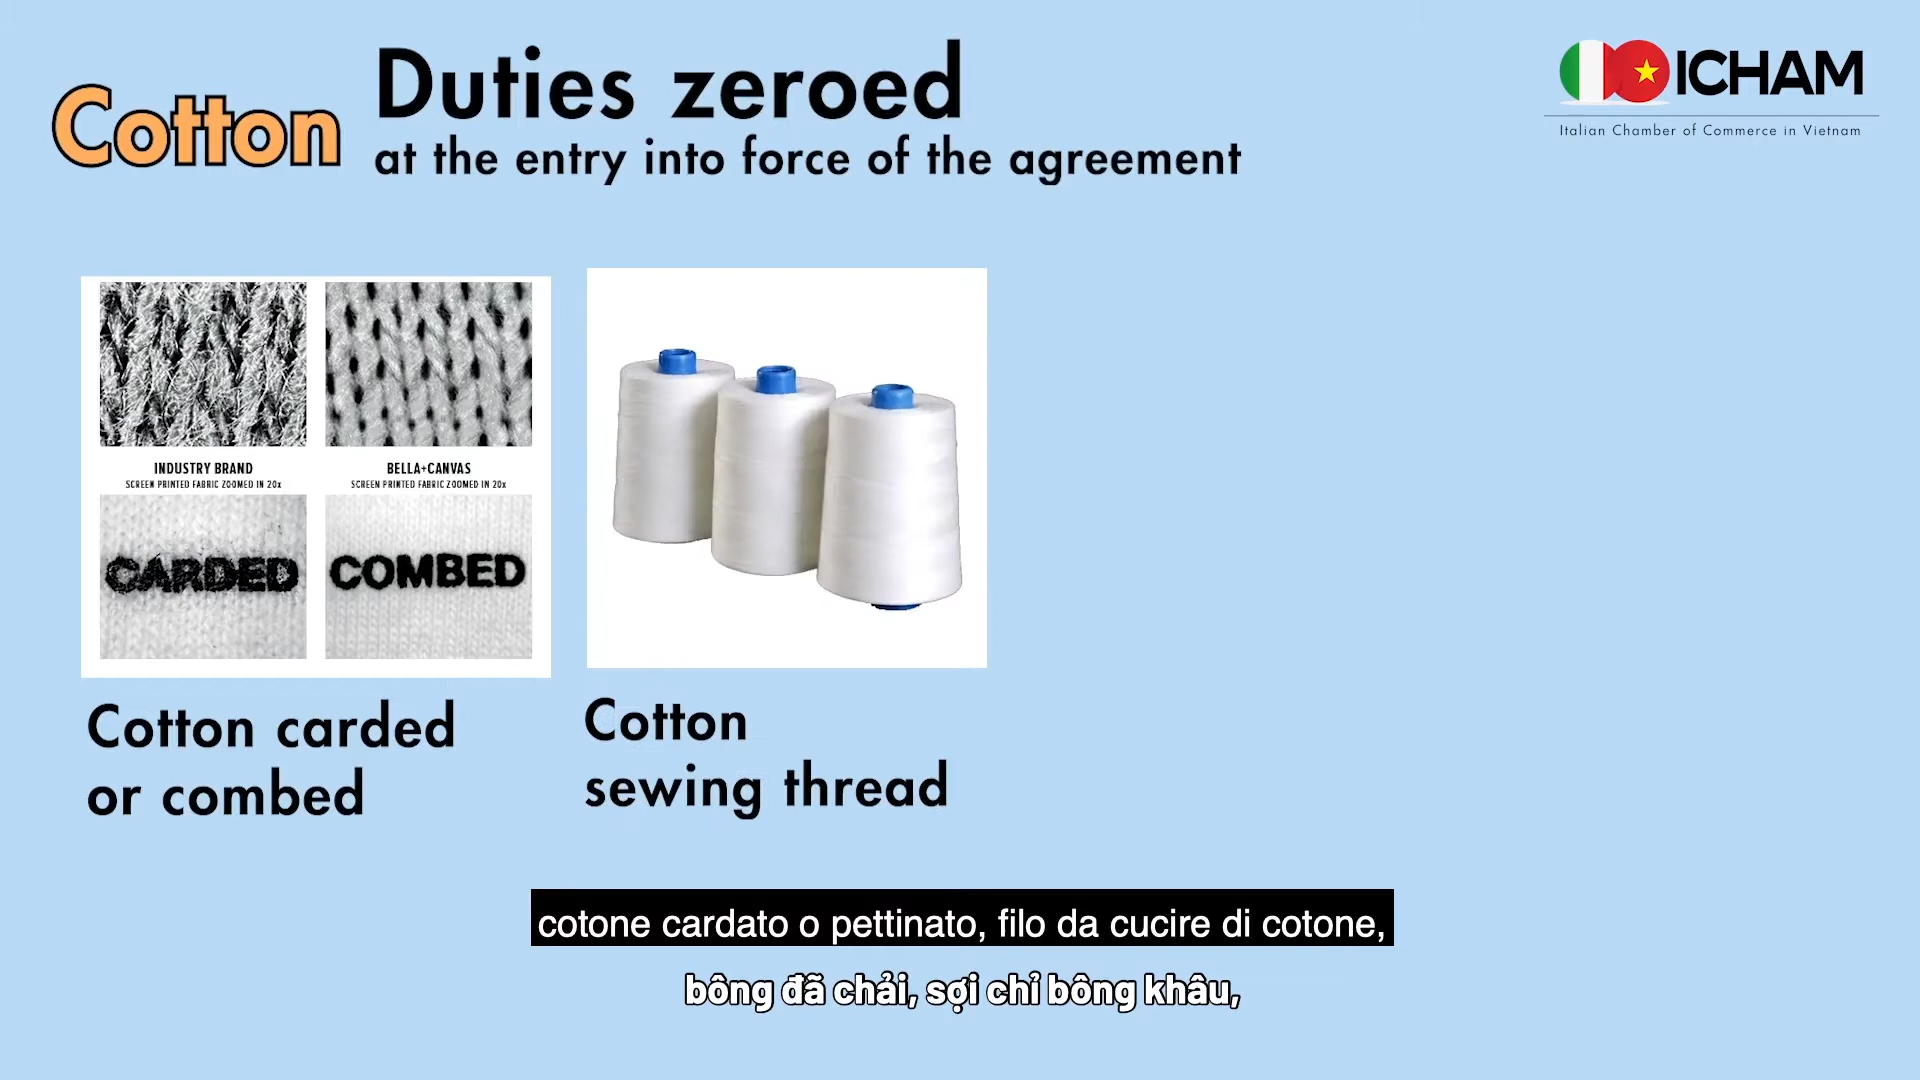 Cotton
Duties zeroed
at the entry into force of the agreement
ICHAM
Italian Chamber of Commerce in Vietnam
INDUSTRY BRAND
SCREEN PRINTED FABRIC ZOOMED IN 20x
BELLA+CANVAS
SCREEN PRINTED FABRIC ZOOMED IN 20x
CARDED
COMBED
Cotton carded
or combed
Cotton
sewing thread
cotone cardato o pettinato, filo da cucire di cotone,
bông đã chải, sợi chỉ bông khâu,